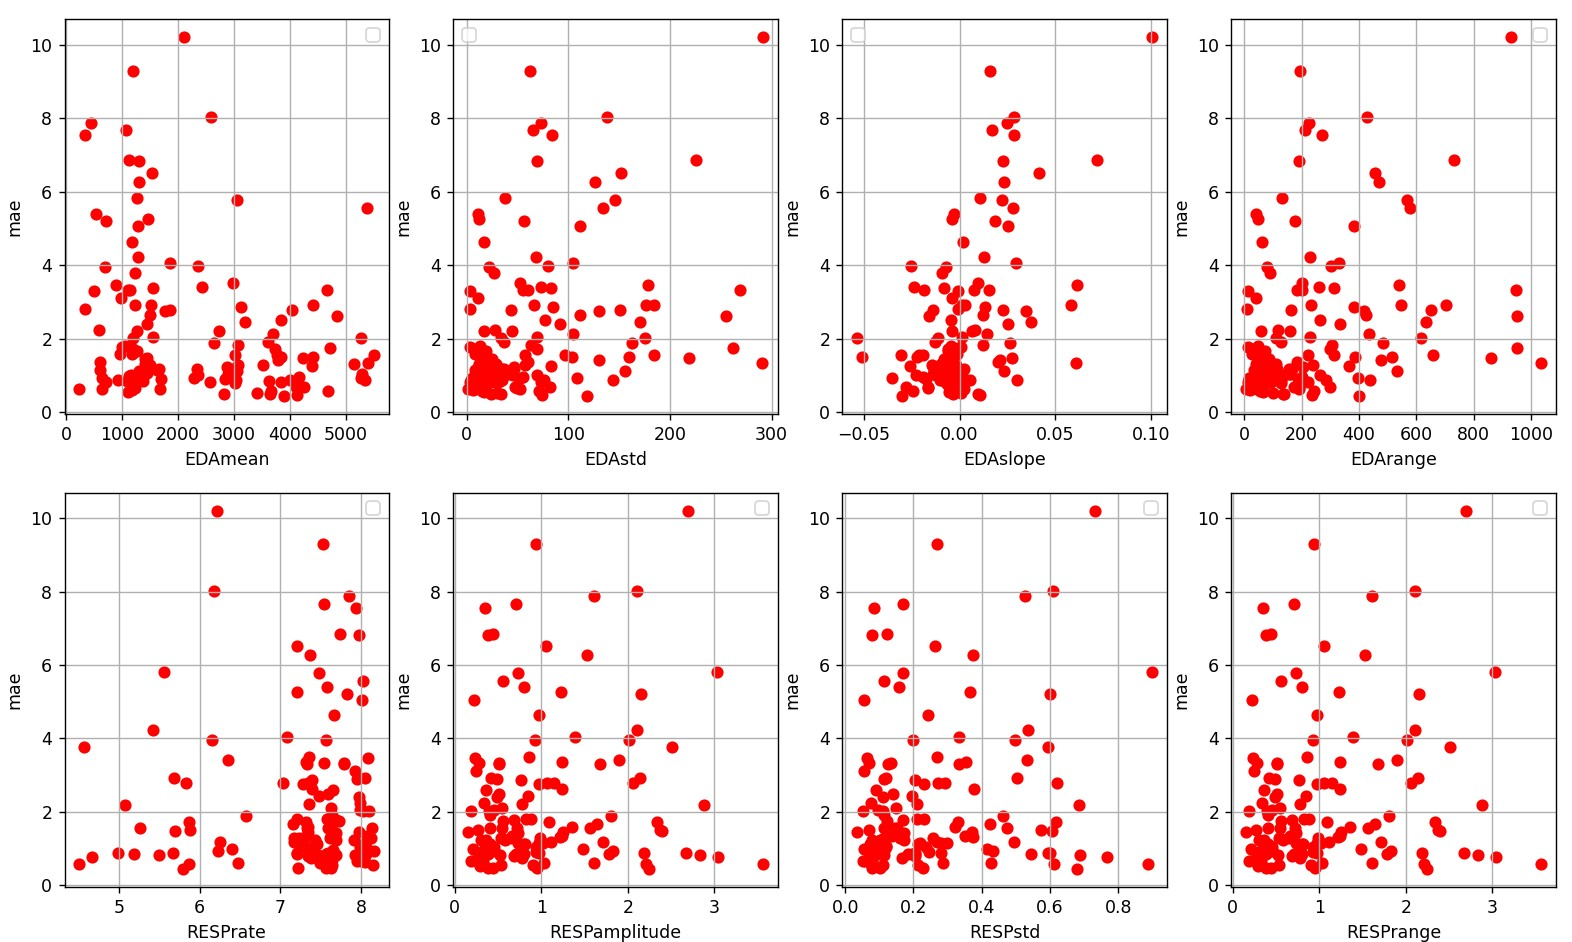 10
8
6
4
2
0
mae
0 1000 2000 3000 4000 5000
EDAmean
10
8
6
4
2
0
mae
0 100 200 300
EDAstd
10
8
6
4
2
0
mae
−0.05 0.00 0.05 0.10
EDAslope
10
8
6
4
2
0
mae
0 200 400 600 800 1000
EDArange
10
8
6
4
2
0
mae
5 6 7 8
RESPrate
10
8
6
4
2
0
mae
0 1 2 3
RESPamplitude
10
8
6
4
2
0
mae
0.0 0.2 0.4 0.6 0.8
RESPstd
10
8
6
4
2
0
mae
0 1 2 3
RESPrange